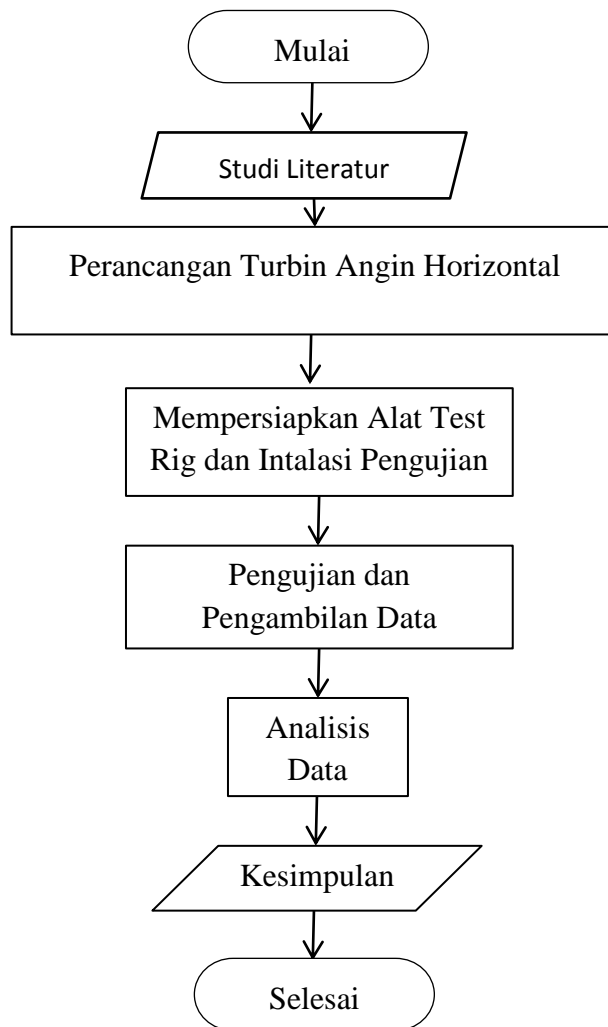 Mulai
Studi Literatur
Perancangan Turbin Angin Horizontal
Mempersiapkan Alat Test
Rig dan Intalasi Pengujian
Pengujian dan
Pengambilan Data
Analisis
Data
Kesimpulan
Selesai